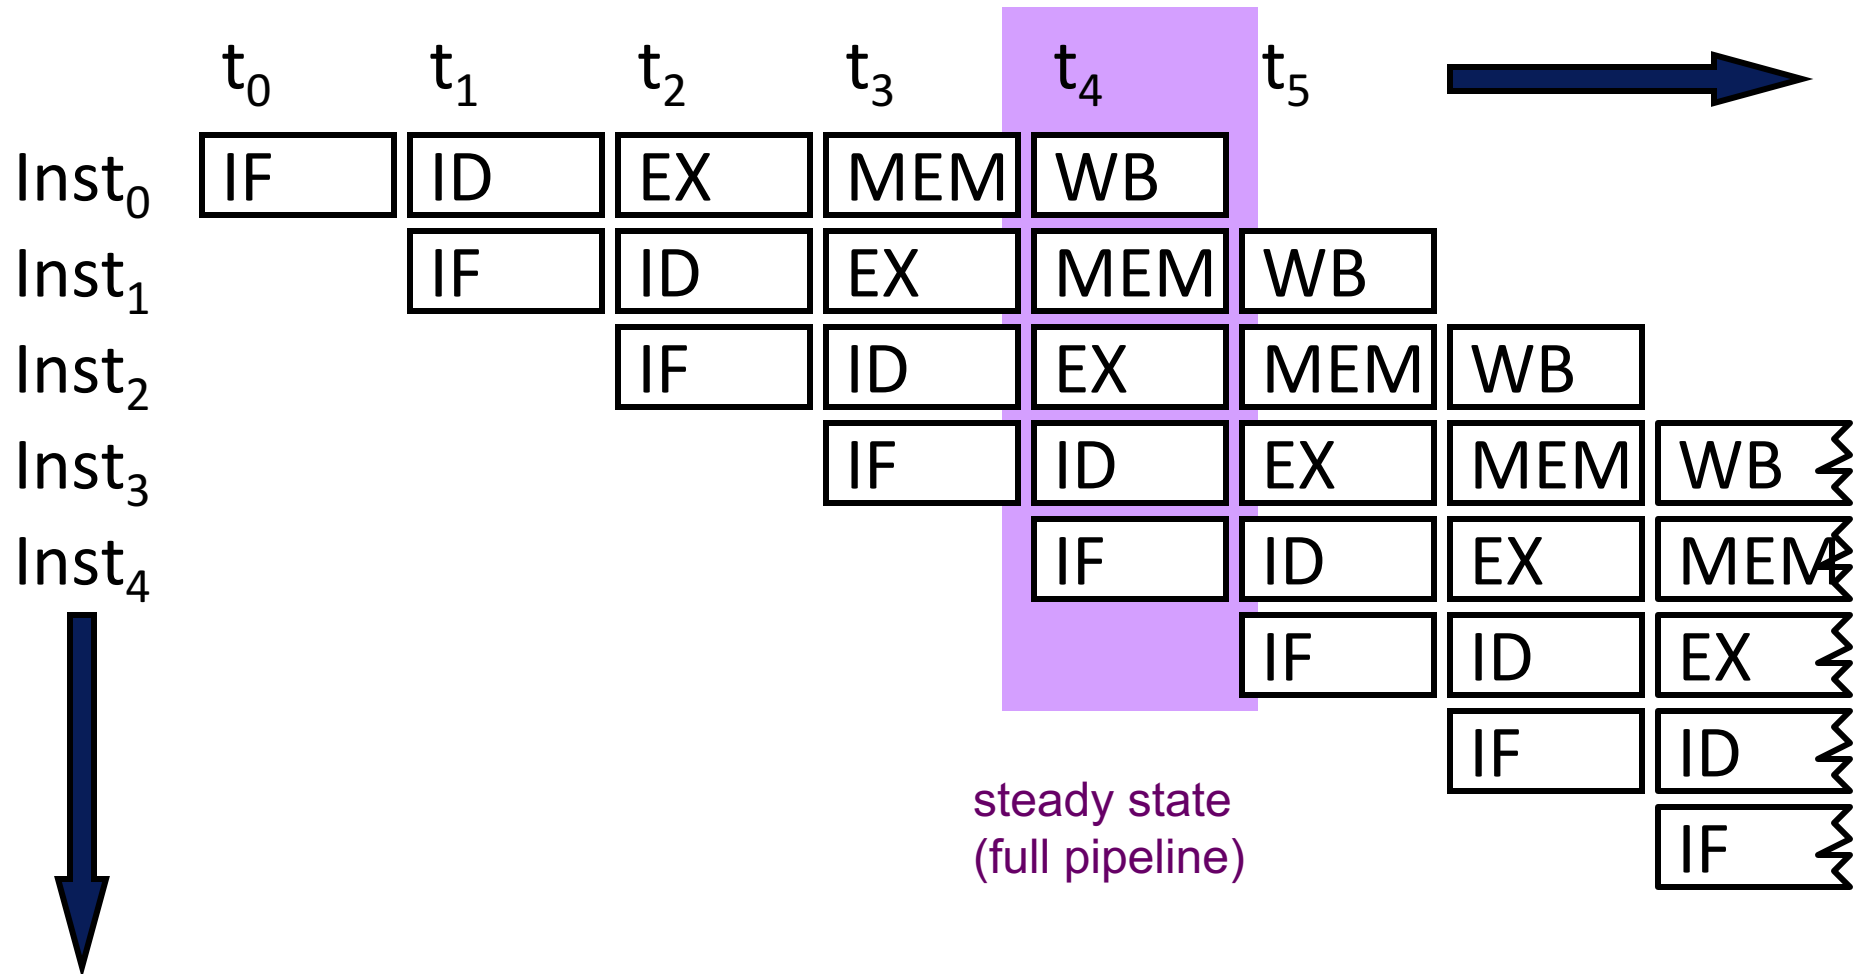 t₀ t₁ t₂ t₃ t₄ t₅
Inst₀ IF ID EX MEM WB
Inst₁ IF ID EX MEM WB
Inst₂ IF ID EX MEM WB
Inst₃ IF ID EX MEM WB
Inst₄ IF ID EX MEM
IF ID EX
IF ID
steady state
(full pipeline)
IF